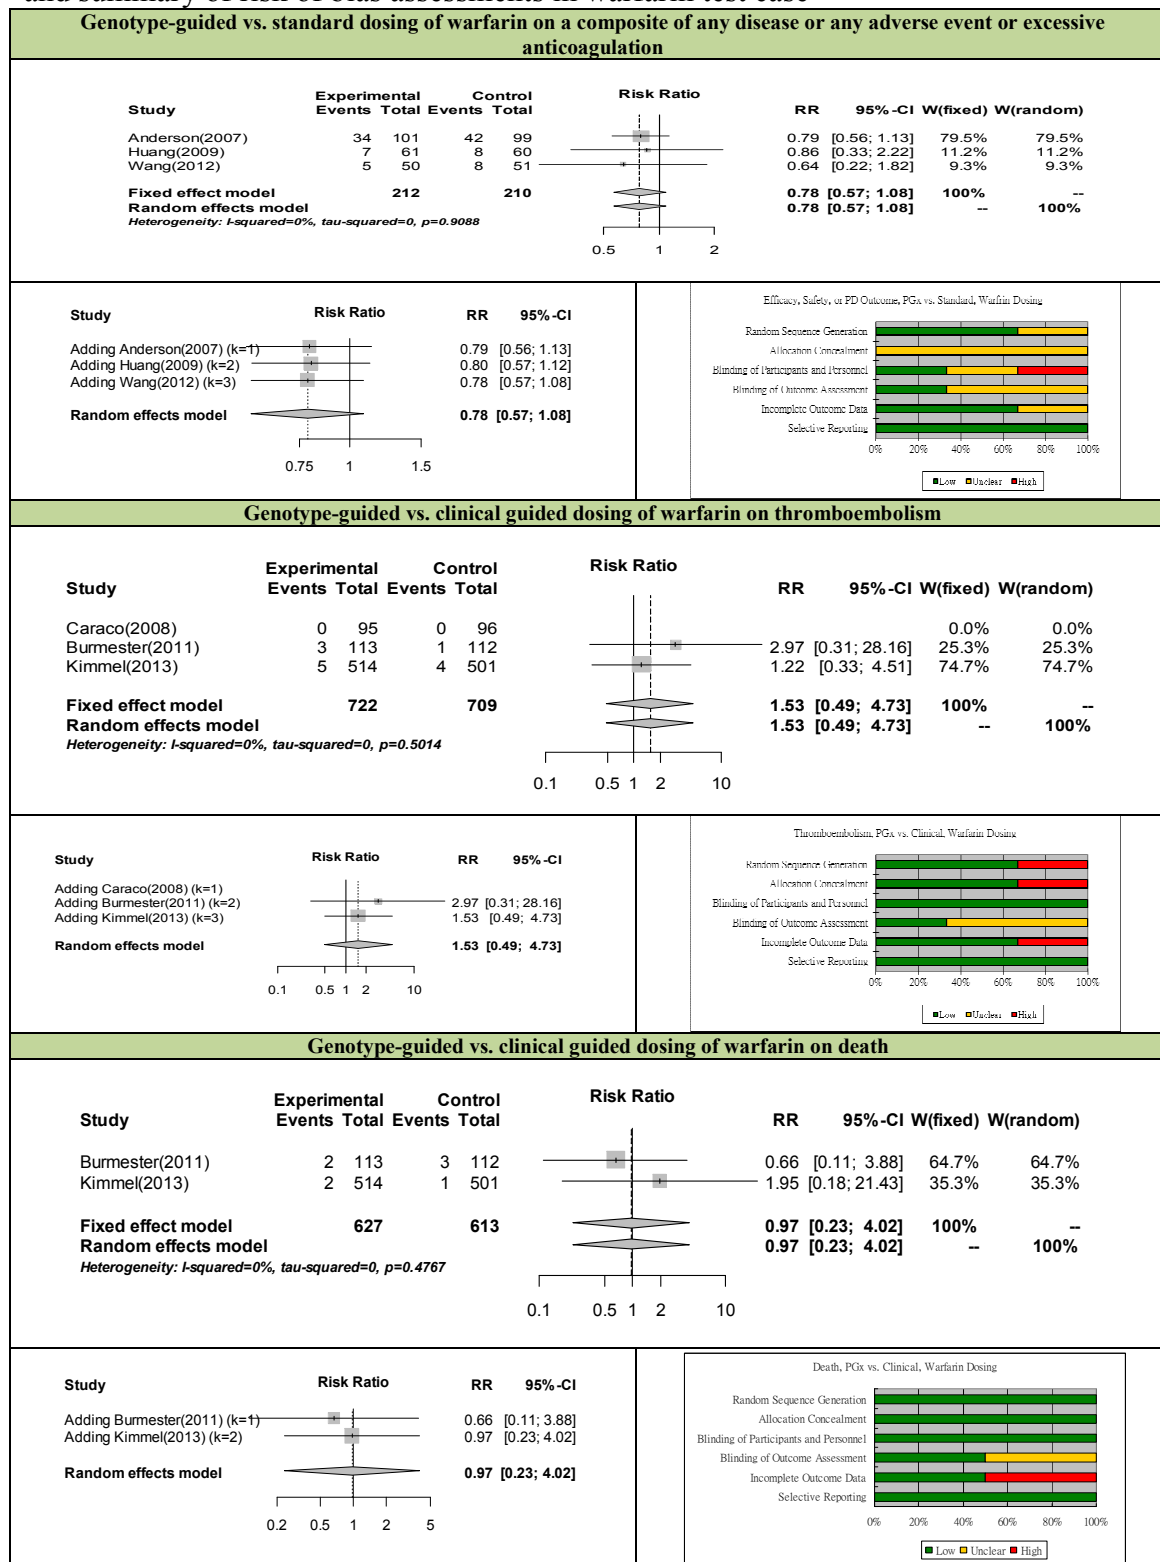 and summary of risk of bias assessments in warfarin test case
Genotype-guided vs. standard dosing of warfarin on a composite of any disease or any adverse event or excessive
anticoagulation
Experimental Control Risk Ratio
Study Events Total Events Total RR 95%-CI W(fixed) W(random)
Anderson(2007) 34 101 42 99 0.79 [0.56; 1.13] 79.5% 79.5%
Huang(2009) 7 61 8 60 0.86 [0.33; 2.22] 11.2% 11.2%
Wang(2012) 5 50 8 51 0.64 [0.22; 1.82] 9.3% 9.3%
Fixed effect model 212 210 0.78 [0.57; 1.08] 100% --
Random effects model 0.78 [0.57; 1.08] -- 100%
Heterogeneity: I-squared=0%, tau-squared=0, p=0.9088
0.5 1 2
Study Risk Ratio RR 95%-CI
Adding Anderson(2007) (k=1) 0.79 [0.56; 1.13]
Adding Huang(2009) (k=2) 0.80 [0.57; 1.12]
Adding Wang(2012) (k=3) 0.78 [0.57; 1.08]
Random effects model 0.78 [0.57; 1.08]
0.75 1 1.5
Efficacy, Safety, or PD Outcome, PGx vs. Standard, Warfrin Dosing
Random Sequence Generation
Allocation Concealment
Blinding of Participants and Personnel
Blinding of Outcome Assessment
Incomplete Outcome Data
Selective Reporting
0% 20% 40% 60% 80% 100%
Low Unclear High
Genotype-guided vs. clinical guided dosing of warfarin on thromboembolism
Experimental Control Risk Ratio
Study Events Total Events Total RR 95%-CI W(fixed) W(random)
Caraco(2008) 0 95 0 96 0.0% 0.0%
Burmester(2011) 3 113 1 112 2.97 [0.31; 28.16] 25.3% 25.3%
Kimmel(2013) 5 514 4 501 1.22 [0.33; 4.51] 74.7% 74.7%
Fixed effect model 722 709 1.53 [0.49; 4.73] 100% --
Random effects model 1.53 [0.49; 4.73] -- 100%
Heterogeneity: I-squared=0%, tau-squared=0, p=0.5014
0.1 0.5 1 2 10
Study Risk Ratio RR 95%-CI
Adding Caraco(2008) (k=1)
Adding Burmester(2011) (k=2) 2.97 [0.31; 28.16]
Adding Kimmel(2013) (k=3) 1.53 [0.49; 4.73]
Random effects model 1.53 [0.49; 4.73]
0.1 0.5 1 2 10
Thromboembolism, PGx vs. Clinical, Warfarin Dosing
Random Sequence Generation
Allocation Concealment
Blinding of Participants and Personnel
Blinding of Outcome Assessment
Incomplete Outcome Data
Selective Reporting
0% 20% 40% 60% 80% 100%
Low Unclear High
Genotype-guided vs. clinical guided dosing of warfarin on death
Experimental Control Risk Ratio
Study Events Total Events Total RR 95%-CI W(fixed) W(random)
Burmester(2011) 2 113 3 112 0.66 [0.11; 3.88] 64.7% 64.7%
Kimmel(2013) 2 514 1 501 1.95 [0.18; 21.43] 35.3% 35.3%
Fixed effect model 627 613 0.97 [0.23; 4.02] 100% --
Random effects model 0.97 [0.23; 4.02] -- 100%
Heterogeneity: I-squared=0%, tau-squared=0, p=0.4767
0.1 0.5 1 2 10
Study Risk Ratio RR 95%-CI
Adding Burmester(2011) (k=1) 0.66 [0.11; 3.88]
Adding Kimmel(2013) (k=2) 0.97 [0.23; 4.02]
Random effects model 0.97 [0.23; 4.02]
0.2 0.5 1 2 5
Death, PGx vs. Clinical, Warfarin Dosing
Random Sequence Generation
Allocation Concealment
Blinding of Participants and Personnel
Blinding of Outcome Assessment
Incomplete Outcome Data
Selective Reporting
0% 20% 40% 60% 80% 100%
Low Unclear High